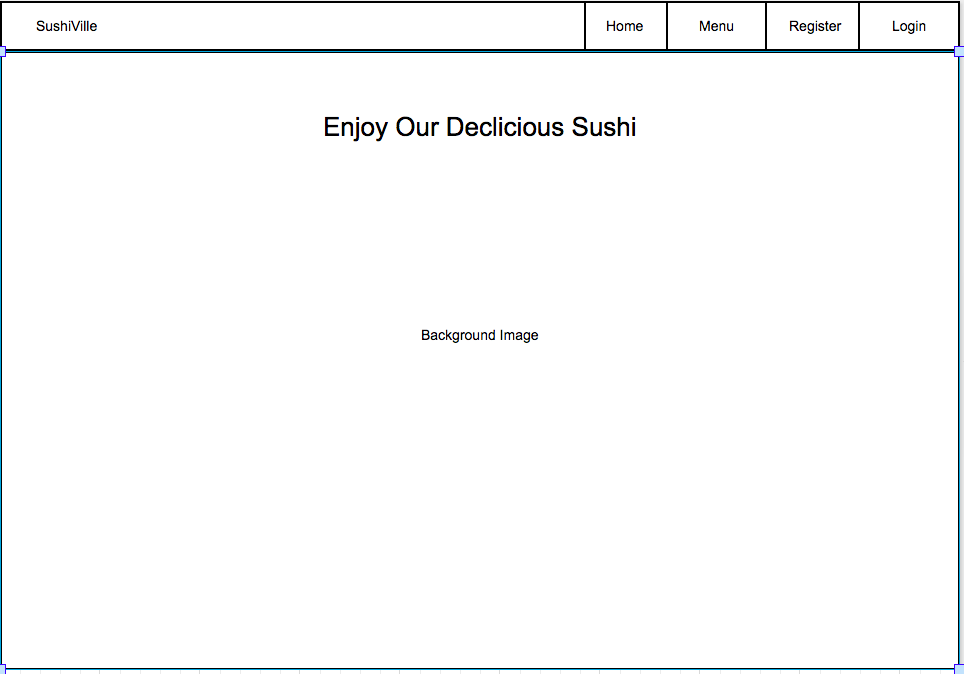 SushiVille Home Menu Register Login
Enjoy Our Declicious Sushi
Background Image